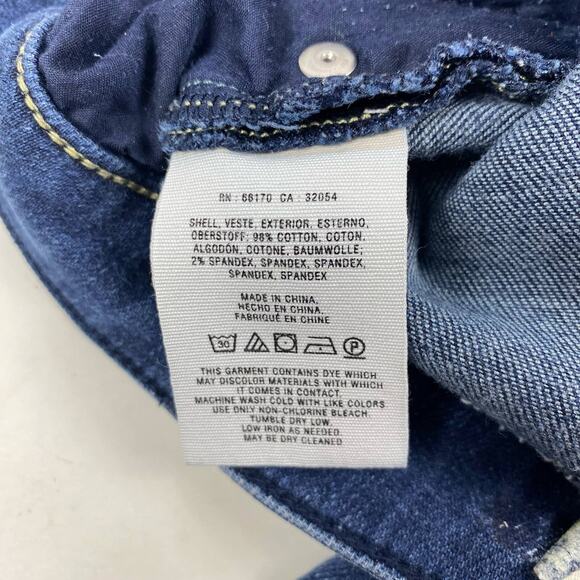 RN : 66170 CA : 32054
SHELL, VESTE, EXTERIOR, ESTERNO,
OBERSTOFF: 98% COTTON, COTON,
ALGODÓN, COTONE, BAUMWOLLE;
2% SPANDEX, SPANDEX, SPANDEX,
SPANDEX, SPANDEX
MADE IN CHINA,
HECHO EN CHINA,
FABRIQUÉ EN CHINE
30 P
THIS GARMENT CONTAINS DYE WHICH
MAY DISCOLOR MATERIALS WITH WHICH
IT COMES IN CONTACT.
MACHINE WASH COLD WITH LIKE COLORS
USE ONLY NON-CHLORINE BLEACH.
TUMBLE DRY LOW.
LOW IRON AS NEEDED.
MAY BE DRY CLEANED